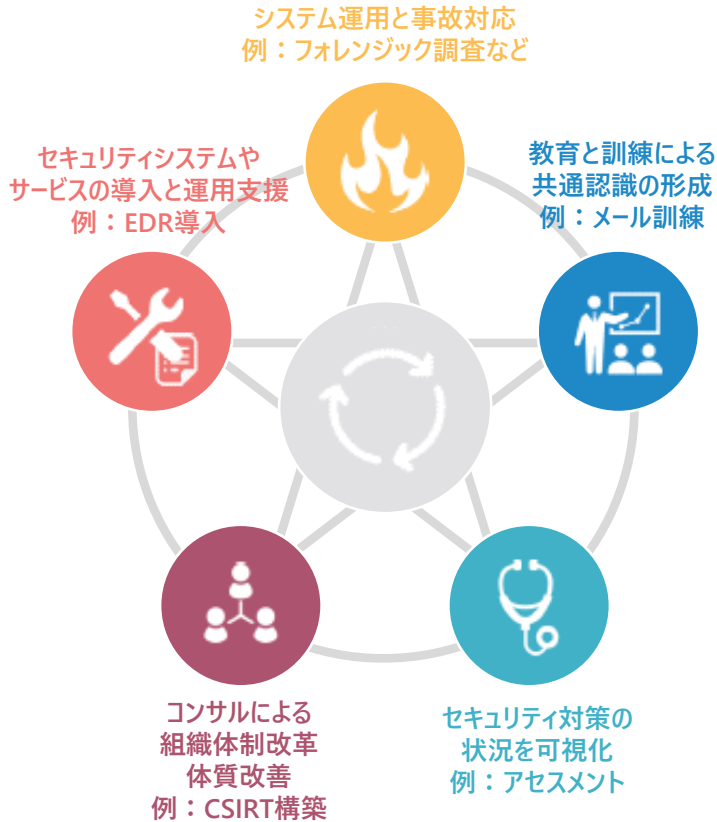 システム運用と事故対応
例：フォレンジック調査など
セキュリティシステムや
サービスの導入と運用支援
例：EDR導入
教育と訓練による
共通認識の形成
例：メール訓練
コンサルによる
組織体制改革
体質改善
例：CSIRT構築
セキュリティ対策の
状況を可視化
例：アセスメント